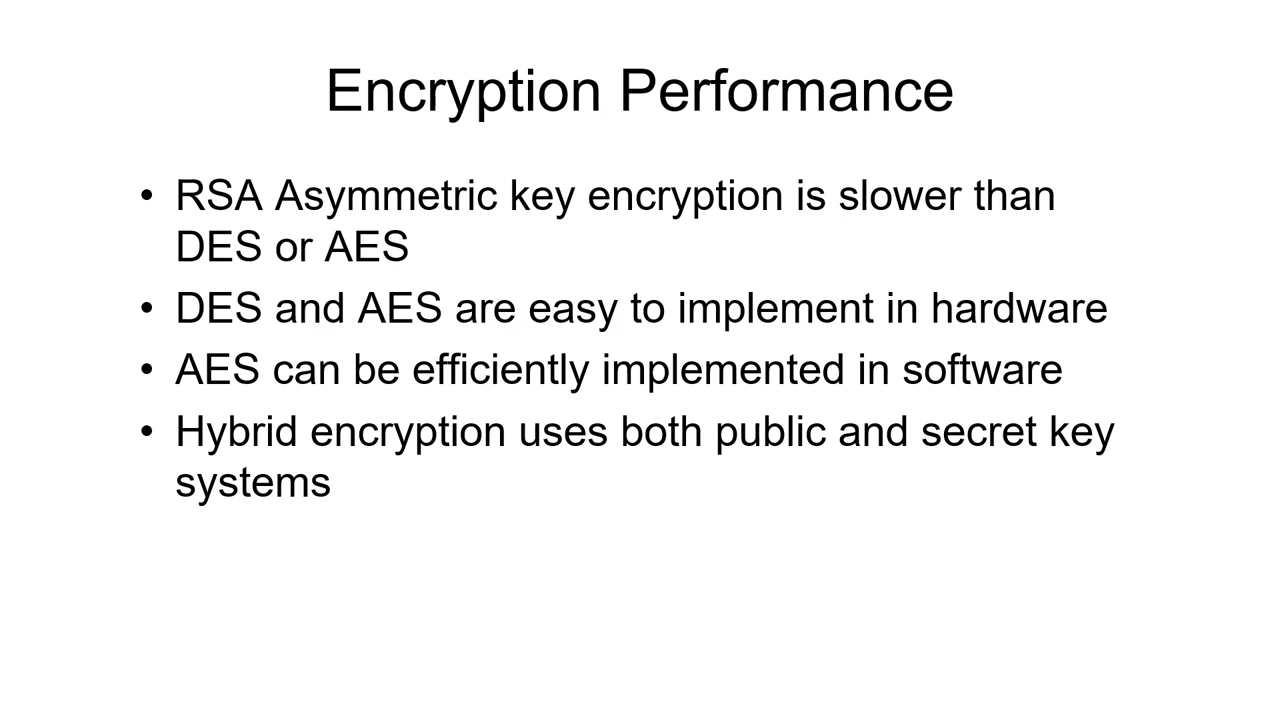 Encryption Performance
• RSA Asymmetric key encryption is slower than
DES or AES
• DES and AES are easy to implement in hardware
• AES can be efficiently implemented in software
• Hybrid encryption uses both public and secret key
systems